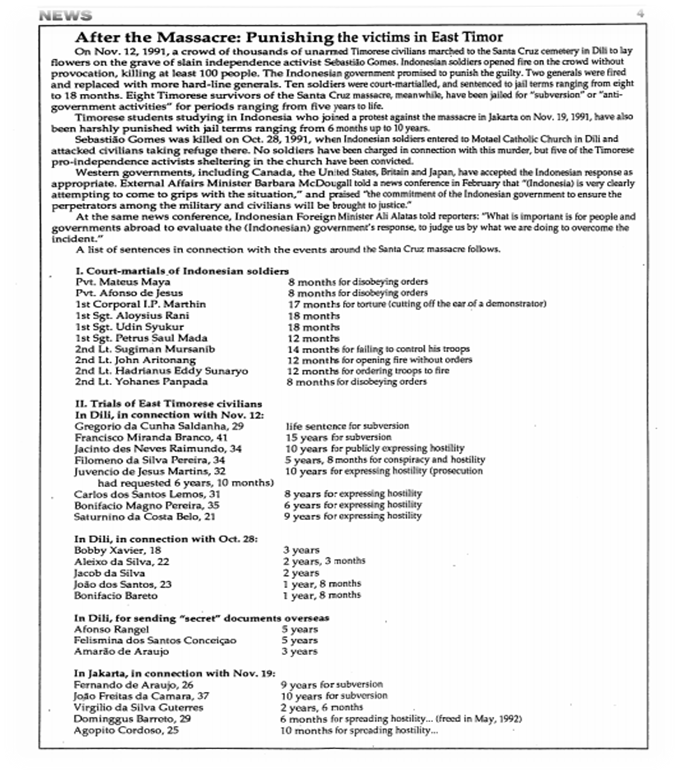 NEWS 4
After the Massacre: Punishing the victims in East Timor
On Nov. 12, 1991, a crowd of thousands of unarmed Timorese civilians marched to the Santa Cruz cemetery in Dili to lay
flowers on the grave of slain independence activist Sebastião Gomes. Indonesian soldiers opened fire on the crowd without
provocation, killing at least 100 people. The Indonesian government promised to punish the guilty. Two generals were fired
and replaced with more hard-line generals. Ten soldiers were court-martialled, and sentenced to jail terms ranging from eight
to 18 months. Eight Timorese survivors of the Santa Cruz massacre, meanwhile, have been jailed for "subversion" or "anti-
government activities" for periods ranging from five years to life.
Timorese students studying in Indonesia who joined a protest against the massacre in Jakarta on Nov. 19, 1991, have also
been harshly punished with jail terms ranging from 6 months up to 10 years.
Sebastião Gomes was killed on Oct. 28, 1991, when Indonesian soldiers entered to Motael Catholic Church in Dili and
attacked civilians taking refuge there. No soldiers have been charged in connection with this murder, but five of the Timorese
pro-independence activists sheltering in the church have been convicted.
Western governments, including Canada, the United States, Britain and Japan, have accepted the Indonesian response as
appropriate. External Affairs Minister Barbara McDougall told a news conference in February that "(Indonesia) is very clearly
attempting to come to grips with the situation," and praised "the commitment of the Indonesian government to ensure the
perpetrators among the military and civilians will be brought to justice."
At the same news conference, Indonesian Foreign Minister Ali Alatas told reporters: "What is important is for people and
governments abroad to evaluate the (Indonesian) government's response, to judge us by what we are doing to overcome the
incident."
A list of sentences in connection with the events around the Santa Cruz massacre follows.
I. Court-martials of Indonesian soldiers
Pvt. Mateus Maya 8 months for disobeying orders
Pvt. Afonso de Jesus 8 months for disobeying orders
1st Corporal I.P. Marthin 17 months for torture (cutting off the ear of a demonstrator)
1st Sgt. Aloysius Rani 18 months
1st Sgt. Udin Syukur 18 months
1st Sgt. Petrus Saul Mada 12 months
2nd Lt. Sugiman Mursanib 14 months for failing to control his troops
2nd Lt. John Aritonang 12 months for opening fire without orders
2nd Lt. Hadrianus Eddy Sunaryo 12 months for ordering troops to fire
2nd Lt. Yohanes Panpada 8 months for disobeying orders
II. Trials of East Timorese civilians
In Dili, in connection with Nov. 12:
Gregorio da Cunha Saldanha, 29 life sentence for subversion
Francisco Miranda Branco, 41 15 years for subversion
Jacinto des Neves Raimundo, 34 10 years for publicly expressing hostility
Filomeno da Silva Pereira, 34 5 years, 8 months for conspiracy and hostility
Juvencio de Jesus Martins, 32 10 years for expressing hostility (prosecution
had requested 6 years, 10 months)
Carlos dos Santos Lemos, 31 8 years for expressing hostility
Bonifacio Magno Pereira, 35 6 years for expressing hostility
Saturnino da Costa Belo, 21 9 years for expressing hostility
In Dili, in connection with Oct. 28:
Bobby Xavier, 18 3 years
Aleixo da Silva, 22 2 years, 3 months
Jacob da Silva 2 years
João dos Santos, 23 1 year, 8 months
Bonifacio Bareto 1 year, 8 months
In Dili, for sending "secret" documents overseas
Afonso Rangel 5 years
Felismina dos Santos Conceiçao 5 years
Amarão de Araujo 3 years
In Jakarta, in connection with Nov. 19:
Fernando de Araujo, 26 9 years for subversion
João Freitas da Camara, 37 10 years for subversion
Virgilio da Silva Guterres 2 years, 6 months
Dominggus Barreto, 29 6 months for spreading hostility... (freed in May, 1992)
Agopito Cordoso, 25 10 months for spreading hostility...